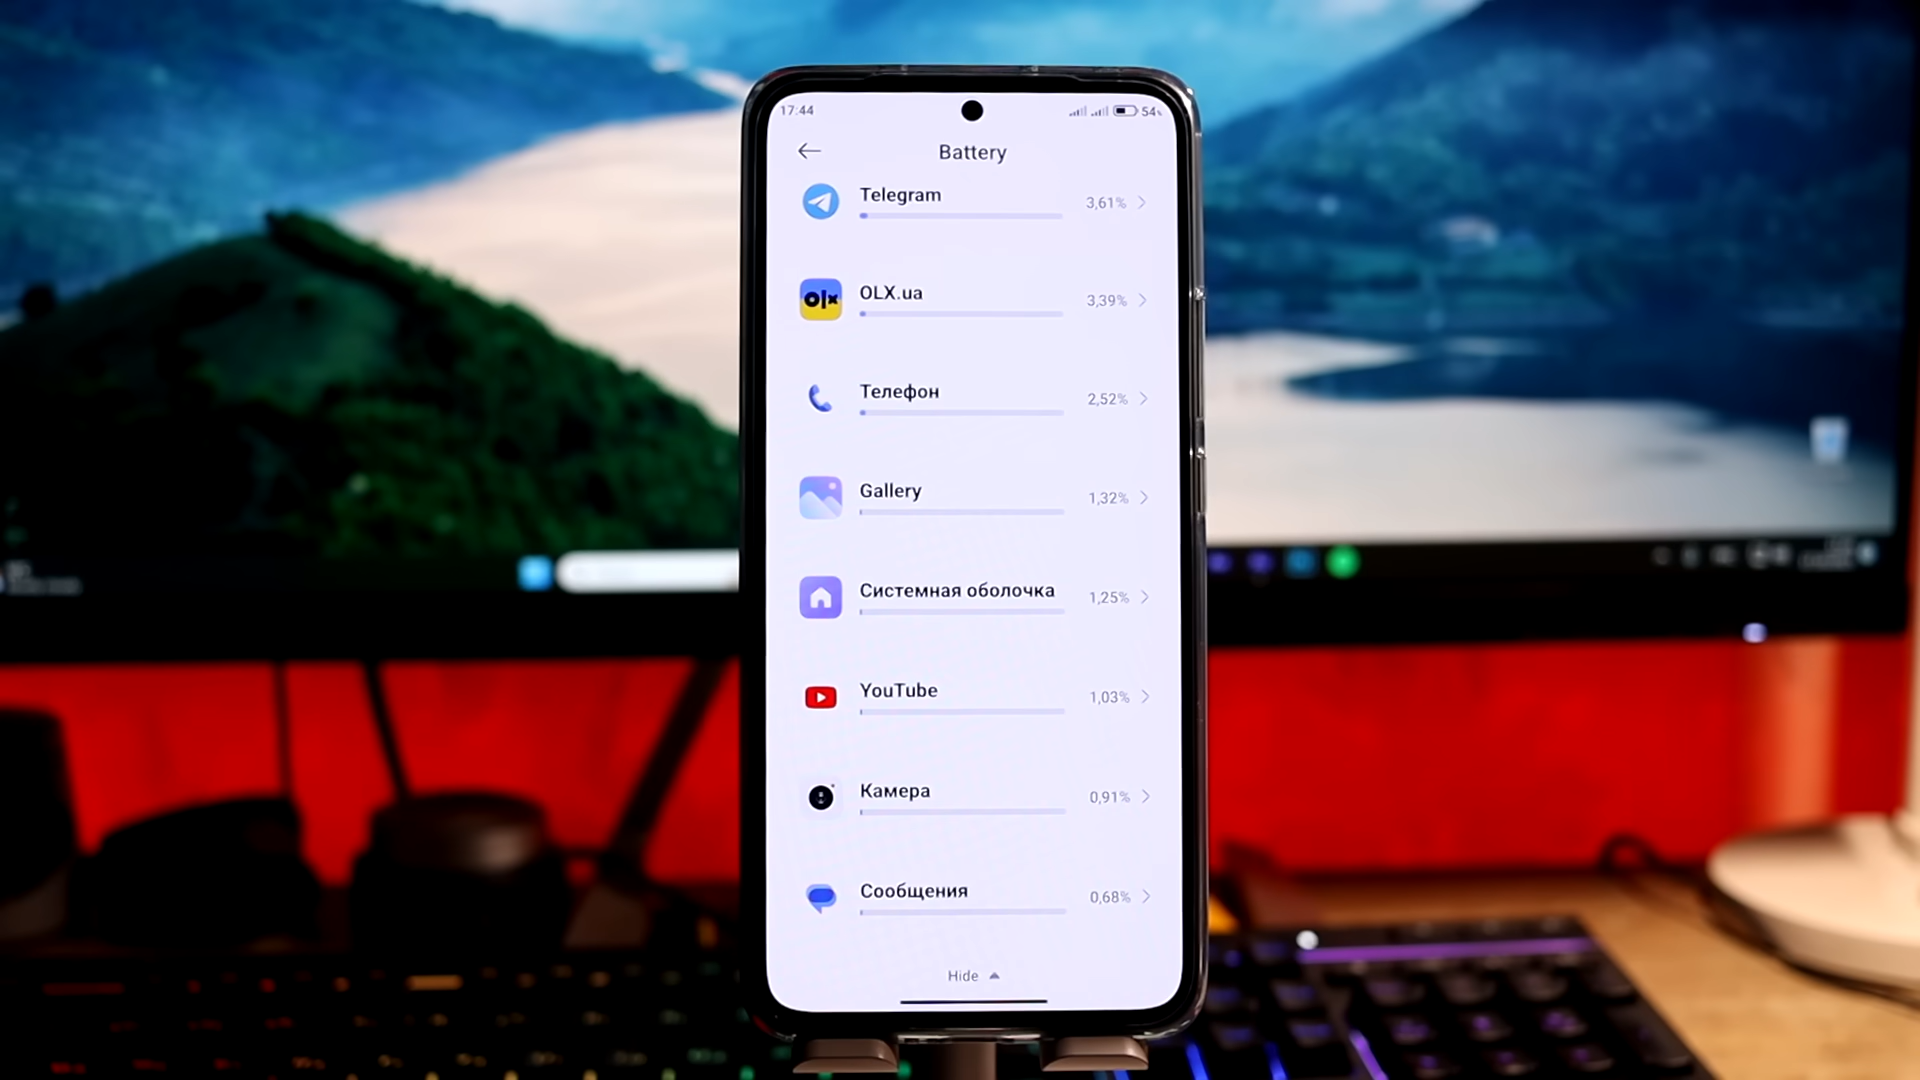 17:44
54%
Battery
Telegram
3,61%
OLX.ua
3,39%
olx
Телефон
2,52%
Gallery
1,32%
Системная оболочка
1,25%
YouTube
1,03%
Камера
0,91%
Сообщения
0,68%
Hide